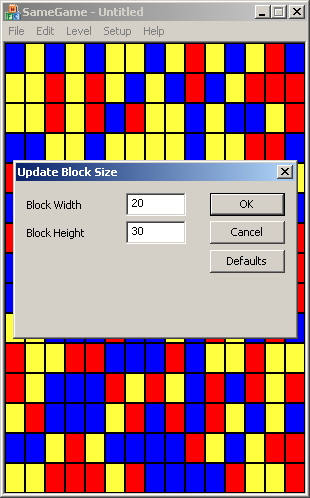 SameGame - Untitled
File Edit Level Setup Help
Update Block Size
Block Width 20 OK
Block Height 30 Cancel
Defaults